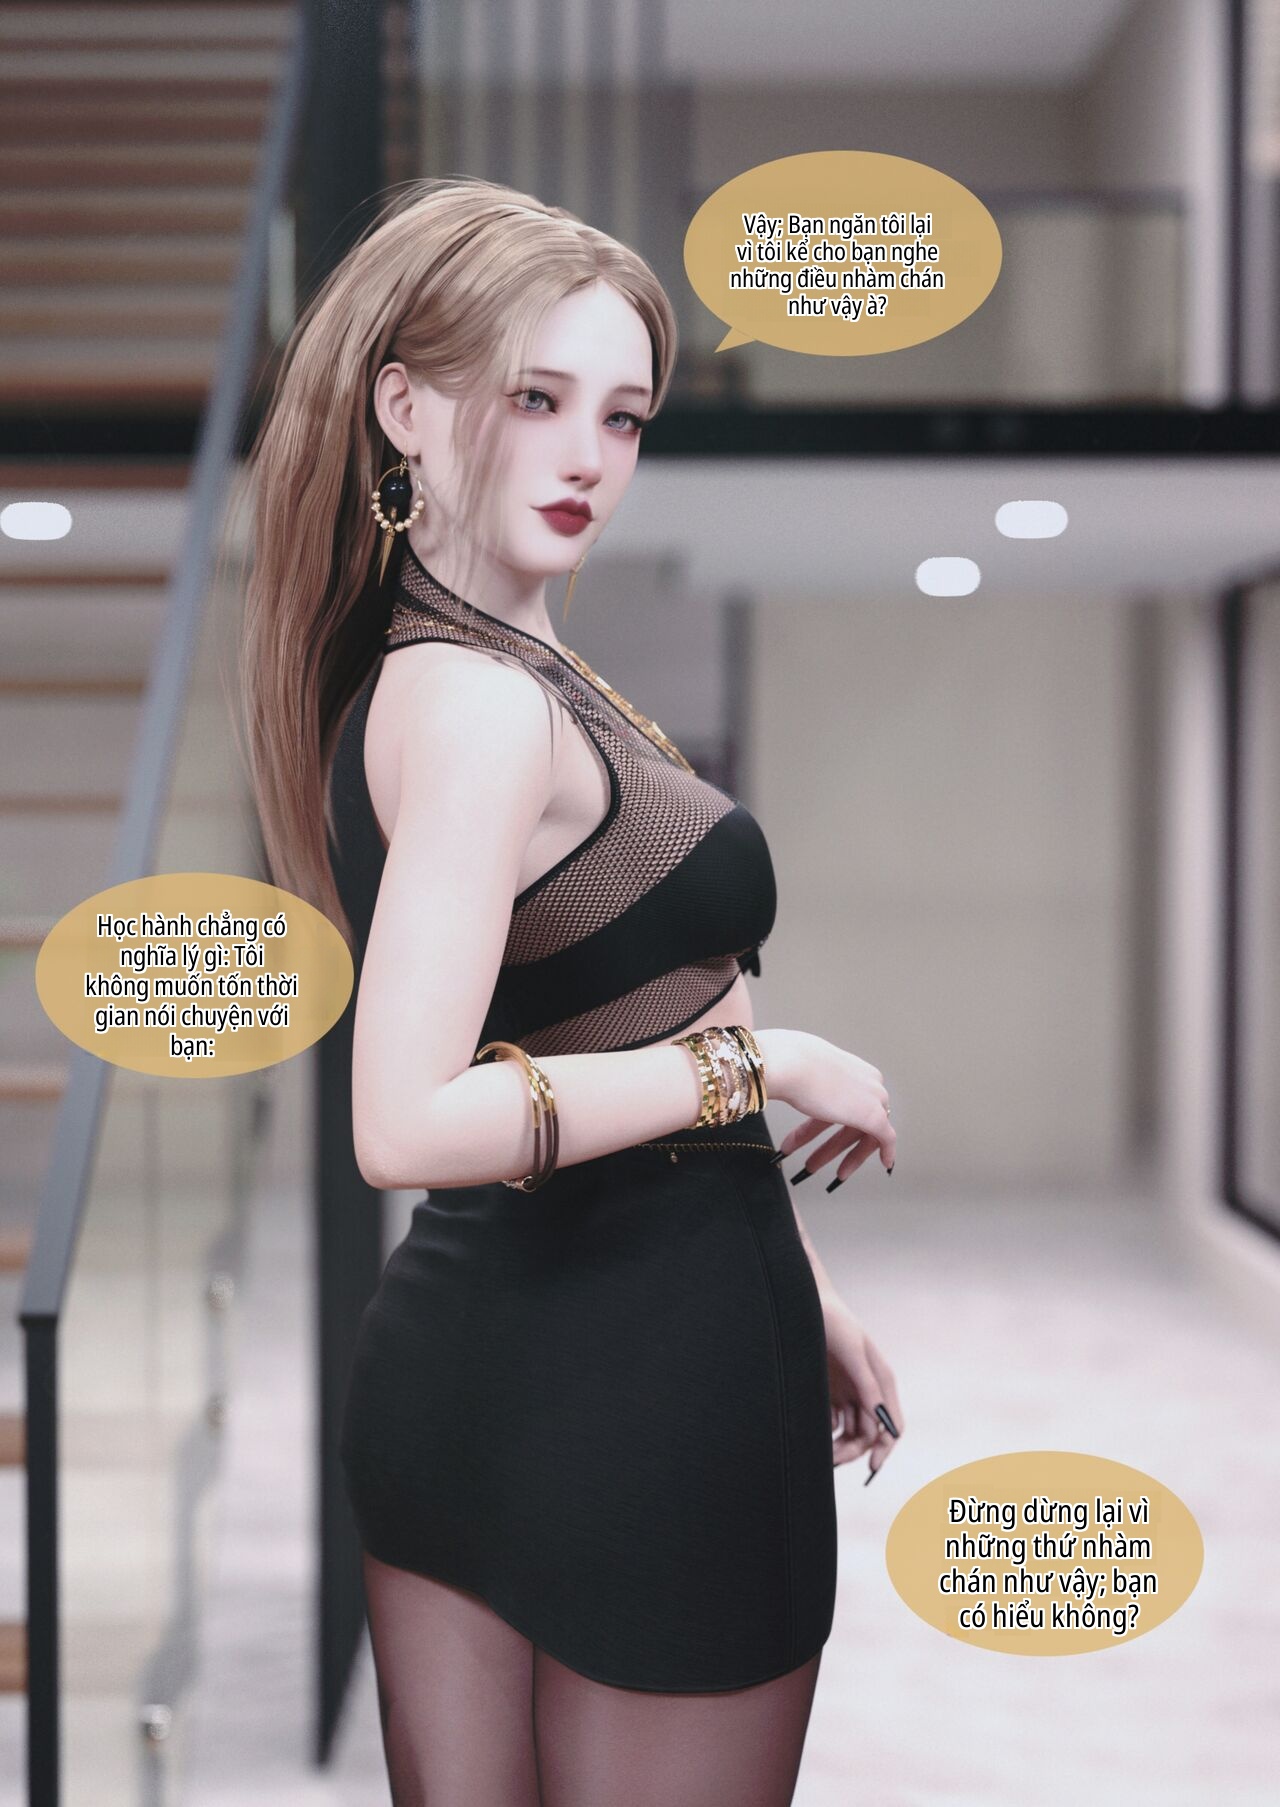 Vậy; Bạn ngăn tôi lại
vì tôi kể cho bạn nghe
những điều nhàm chán
như vậy à?
Học hành chẳng có
nghĩa lý gì: Tôi
không muốn tốn thời
gian nói chuyện với
bạn:
Đừng dừng lại vì
những thứ nhàm
chán như vậy; bạn
có hiểu không?